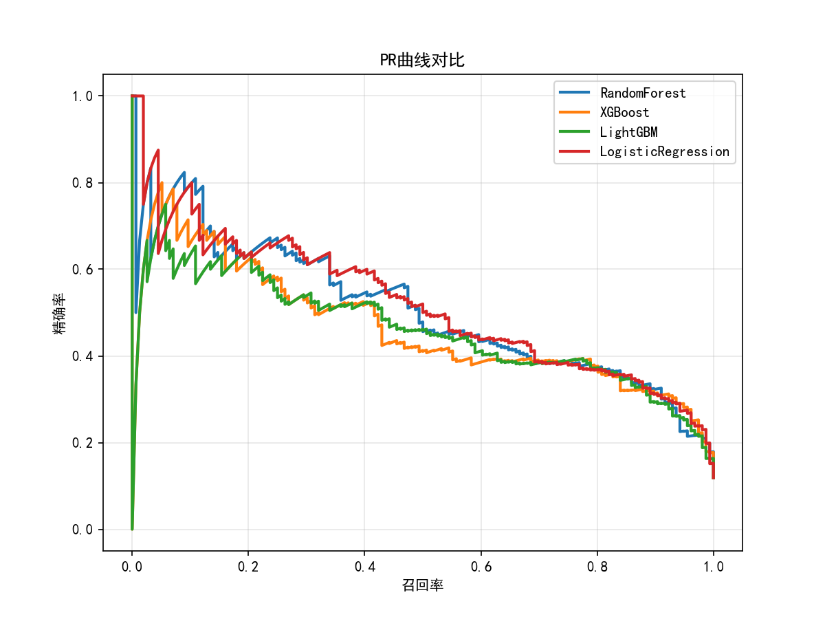 PR曲线对比
RandomForest
XGBoost
LightGBM
LogisticRegression
精确率
1.0
0.8
0.6
0.4
0.2
0.0
0.0 0.2 0.4 0.6 0.8 1.0
召回率